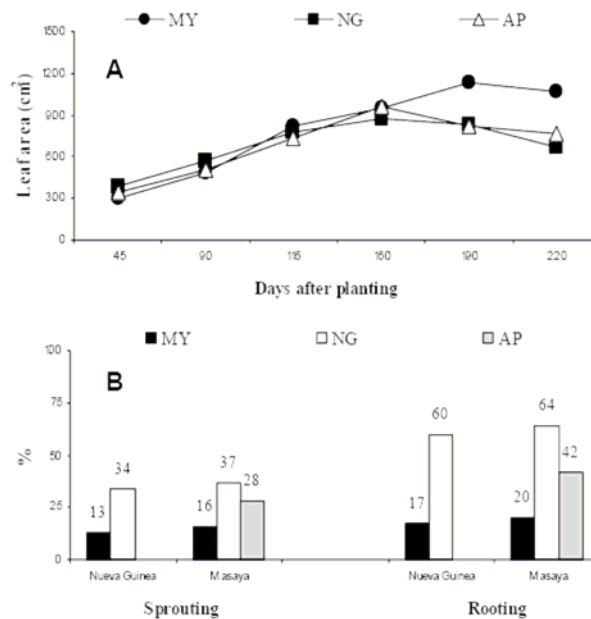 MY NG AP
1500
A
1200
900
600
300
0
Leaf area (cm²)
45 90 115 160 190 220
Days after planting
MY NG AP
100
B
75
50
25
0
%
13 34 16 37 28 17 60 20 64 42
Nueva Guinea Masaya Nueva Guinea Masaya
Sprouting Rooting